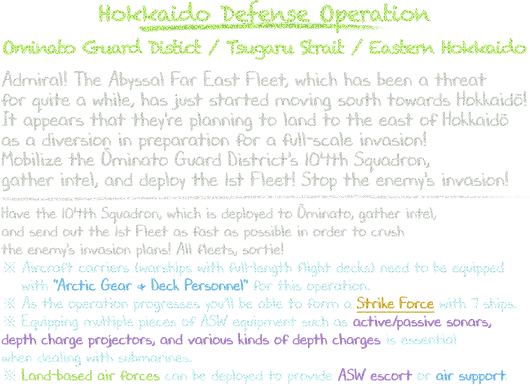 Hokkaido Defense Operation
Ominato Guard Distict / Tsugaru Strait / Eastern Hokkaido
Admiral! The Abyssal Far East Fleet, which has been a threat
for quite a while, has just started moving south towards Hokkaidō!
It appears that they're planning to land to the east of Hokkaidō
as a diversion in preparation for a full-scale invasion!
Mobilize the Ōminato Guard District's 104th Squadron,
gather intel, and deploy the 1st Fleet! Stop the enemy's invasion!
Have the 104th Squadron, which is deployed to Ōminato, gather intel,
and send out the 1st Fleet as fast as possible in order to crush
the enemy's invasion plans! All fleets, sortie!
※ Aircraft carriers (warships with full-length flight decks) need to be equipped
with "Arctic Gear & Deck Personnel" for this operation.
※ As the operation progresses you'll be able to form a Strike Force with 7 ships.
※ Equipping multiple pieces of ASW equipment such as active/passive sonars,
depth charge projectors, and various kinds of depth charges is essential
when dealing with submarines.
※ Land-based air forces can be deployed to provide ASW escort or air support.